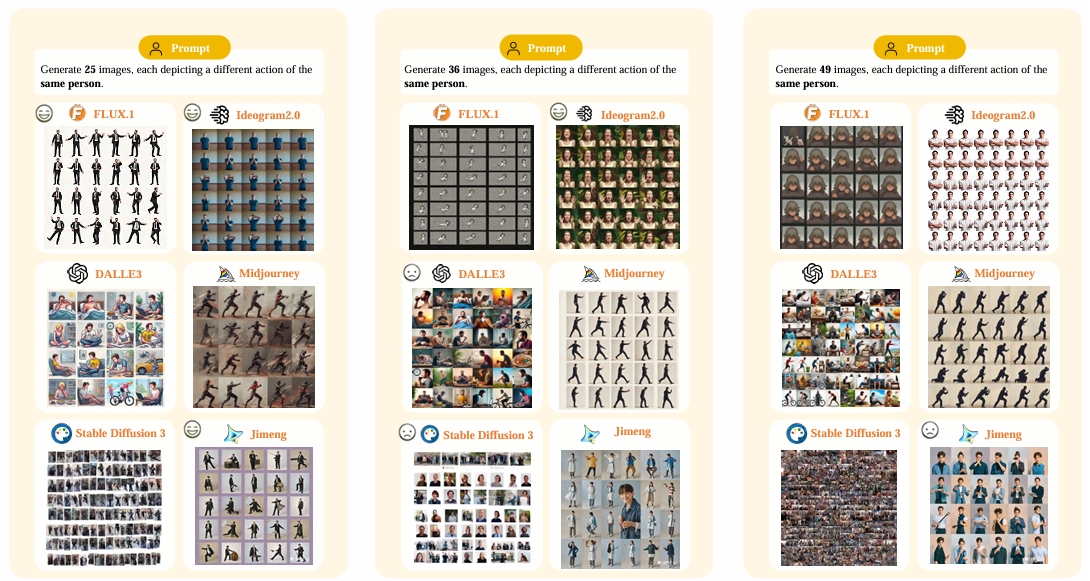 Prompt
Generate 25 images, each depicting a different action of the
same person.
FLUX.1
Ideogram2.0
DALLE3
Midjourney
Stable Diffusion 3
Jimeng
Prompt
Generate 36 images, each depicting a different action of the
same person.
FLUX.1
Ideogram2.0
DALLE3
Midjourney
Stable Diffusion 3
Jimeng
Prompt
Generate 49 images, each depicting a different action of the
same person.
FLUX.1
Ideogram2.0
DALLE3
Midjourney
Stable Diffusion 3
Jimeng